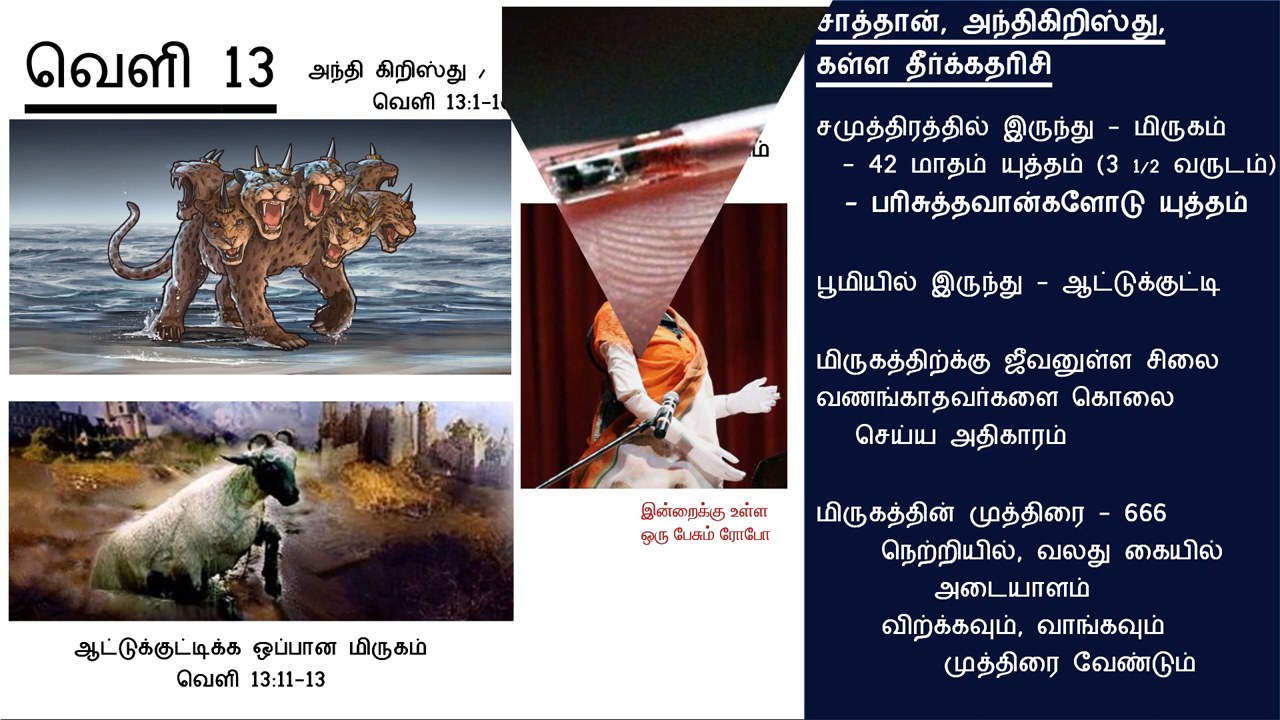 வெளி 13
அந்தி கிறிஸ்து /
வெளி 13:1-1
ஆட்டுக்குட்டிக்க ஒப்பான மிருகம்
வெளி 13:11-13
இன்றைக்கு உள்ள
ஒரு பேசும் ரோபோ
சாத்தான், அந்திகிறிஸ்து,
கள்ள தீர்க்கதரிசி
சமுத்திரத்தில் இருந்து - மிருகம்
- 42 மாதம் யுத்தம் (3 1/2 வருடம்)
- பரிசுத்தவான்களோடு யுத்தம்
பூமியில் இருந்து - ஆட்டுக்குட்டி
மிருகத்திற்க்கு ஜீவனுள்ள சிலை
வணங்காதவர்களை கொலை
செய்ய அதிகாரம்
மிருகத்தின் முத்திரை - 666
நெற்றியில், வலது கையில்
அடையாளம்
விற்க்கவும், வாங்கவும்
முத்திரை வேண்டும்